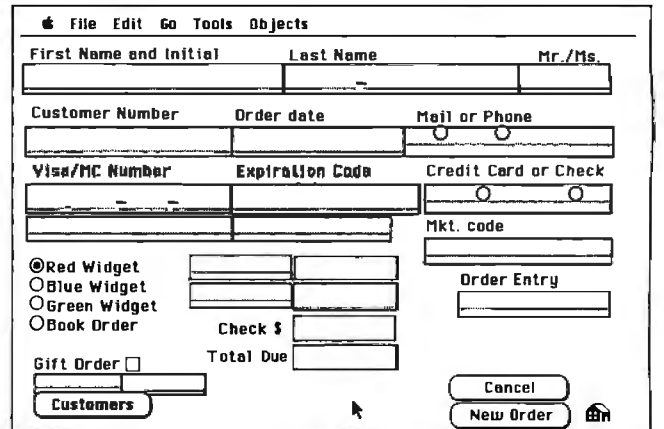 File Edit Go Tools Objects
First Name and Initial Last Name Mr./Ms.
Customer Number Order date Mail or Phone
Visa/MC Number Expiration Code Credit Card or Check
Mkt. code
Red Widget
Blue Widget
Green Widget
Book Order
Order Entry
Check $
Total Due
Gift Order
Customers
Cancel
New Order